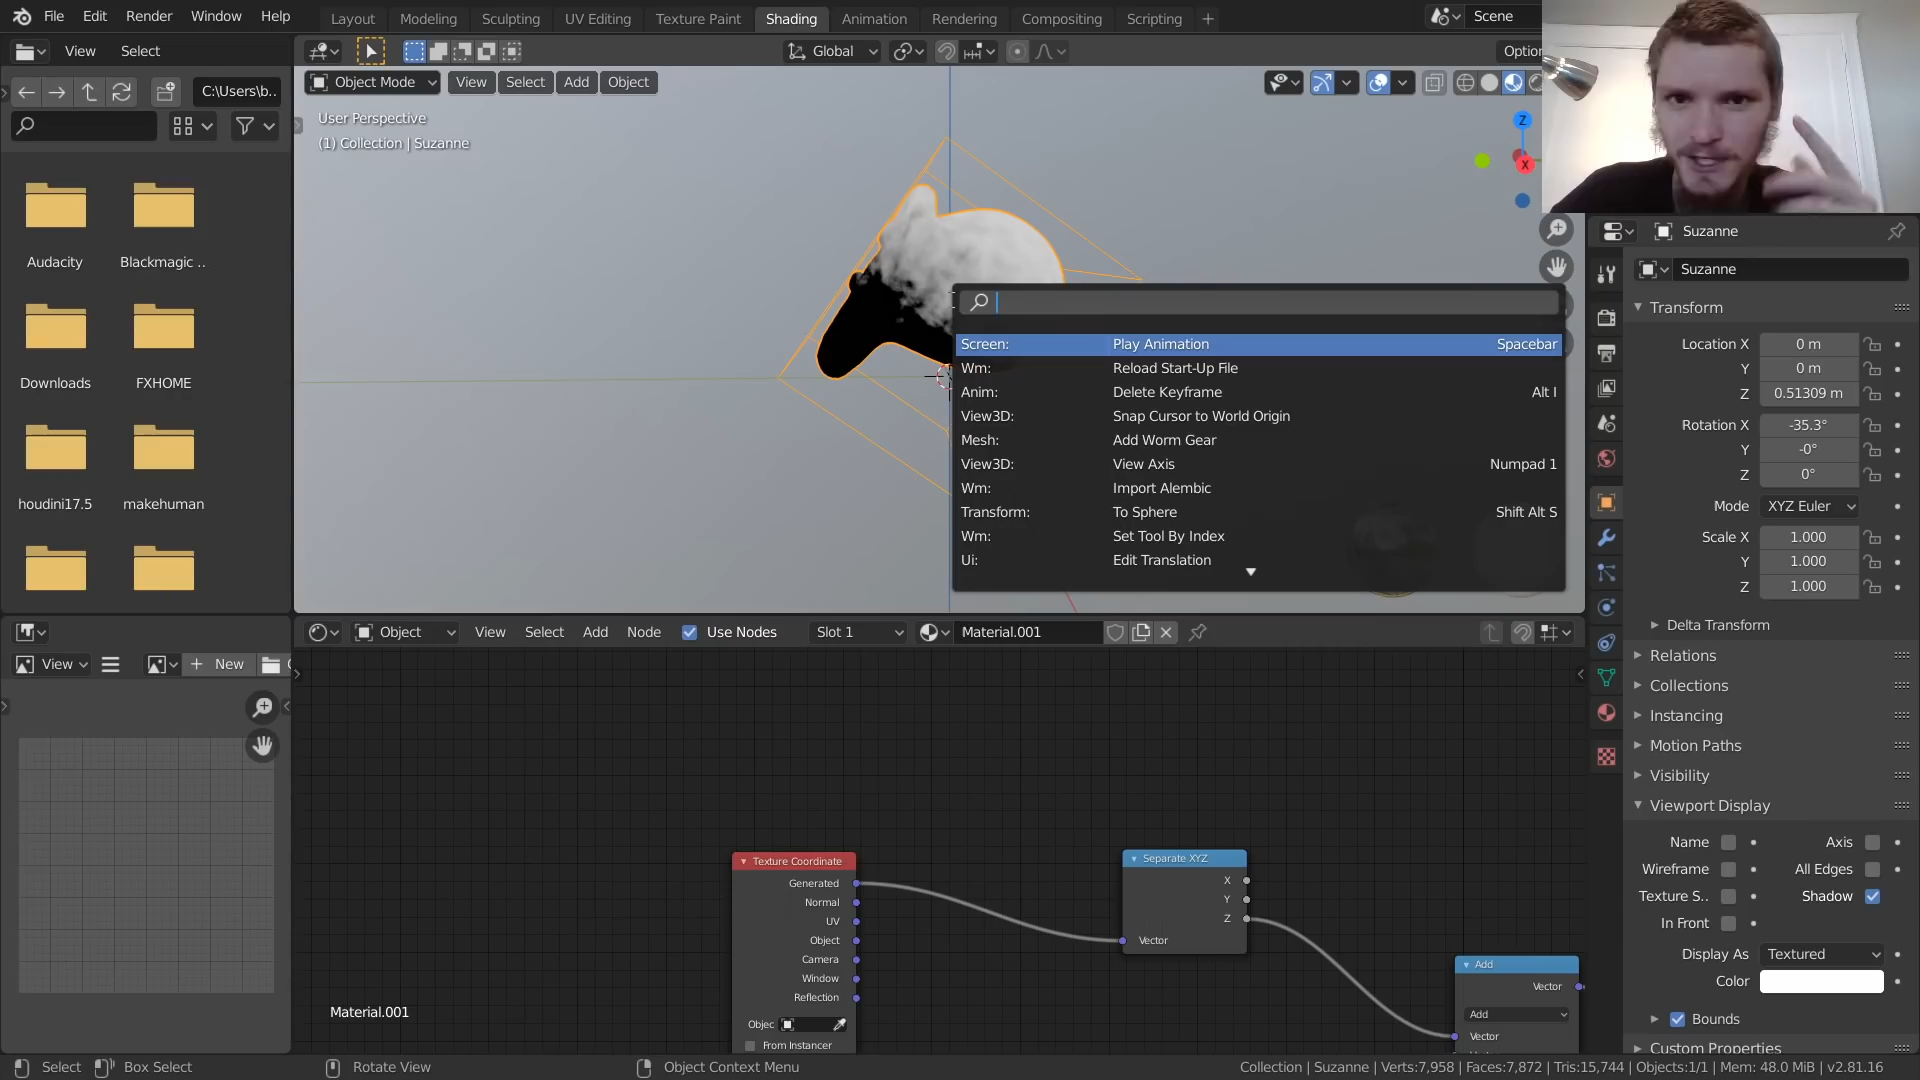 File Edit Render Window Help
Layout Modeling Sculpting UV Editing Texture Paint Shading Animation Rendering Compositing Scripting +
Scene
View Select
Global
Optio
C:\Users\b..
Object Mode View Select Add Object
User Perspective
(1) Collection | Suzanne
Z
X
Audacity
Blackmagic ..
Downloads
FXHOME
houdini17.5
makehuman
Screen: Play Animation Spacebar
Wm: Reload Start-Up File
Anim: Delete Keyframe Alt I
View3D: Snap Cursor to World Origin
Mesh: Add Worm Gear
View3D: View Axis Numpad 1
Wm: Import Alembic
Transform: To Sphere Shift Alt S
Wm: Set Tool By Index
Ui: Edit Translation
Suzanne
Suzanne
Transform
Location X 0 m
Y 0 m
Z 0.51309 m
Rotation X -35.3°
Y -0°
Z 0°
Mode XYZ Euler
Scale X 1.000
Y 1.000
Z 1.000
Delta Transform
Relations
Collections
Instancing
Motion Paths
Visibility
Viewport Display
Name Axis
Wireframe All Edges
Texture S.. Shadow
In Front
Display As Textured
Color
Bounds
Custom Properties
Object View Select Add Node Use Nodes Slot 1 Material.001
View + New
Texture Coordinate
Generated
Normal
UV
Object
Camera
Window
Reflection
Objec
From Instancer
Separate XYZ
X
Y
Z
Vector
Add
Vector
Add
Vector
Material.001
Select Box Select Rotate View Object Context Menu
Collection | Suzanne | Verts:7,958 | Faces:7,872 | Tris:15,744 | Objects:1/1 | Mem: 48.0 MiB | v2.81.16